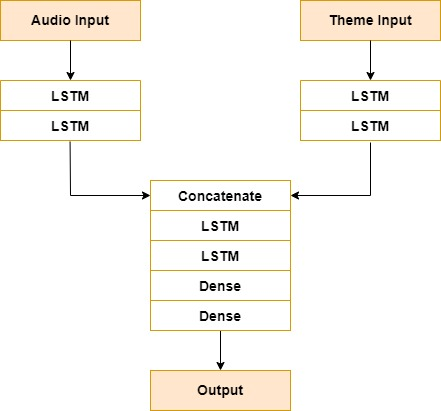 Audio Input
Theme Input
LSTM
LSTM
LSTM
LSTM
Concatenate
LSTM
LSTM
Dense
Dense
Output